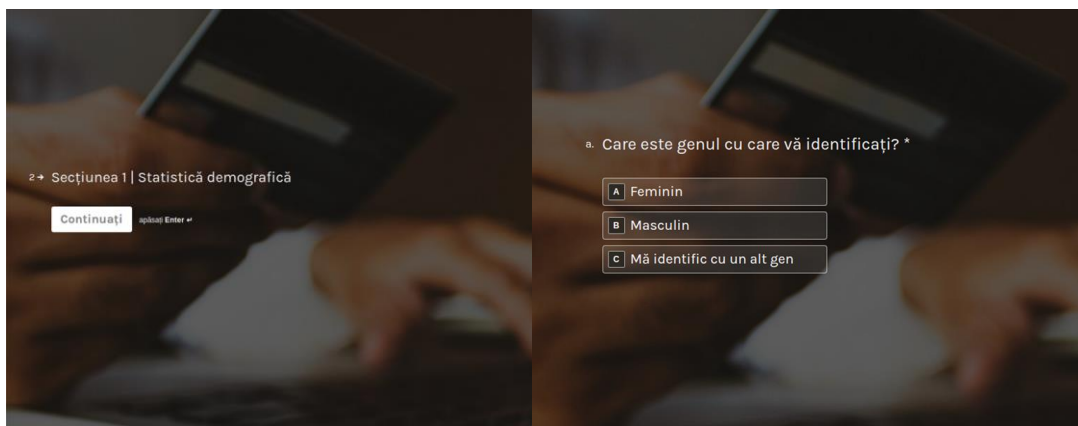 2→ Secțiunea 1 | Statistică demografică
Continuați apăsați Enter ↵
a. Care este genul cu care vă identificați? *
A Feminin
B Masculin
C Mă identific cu un alt gen